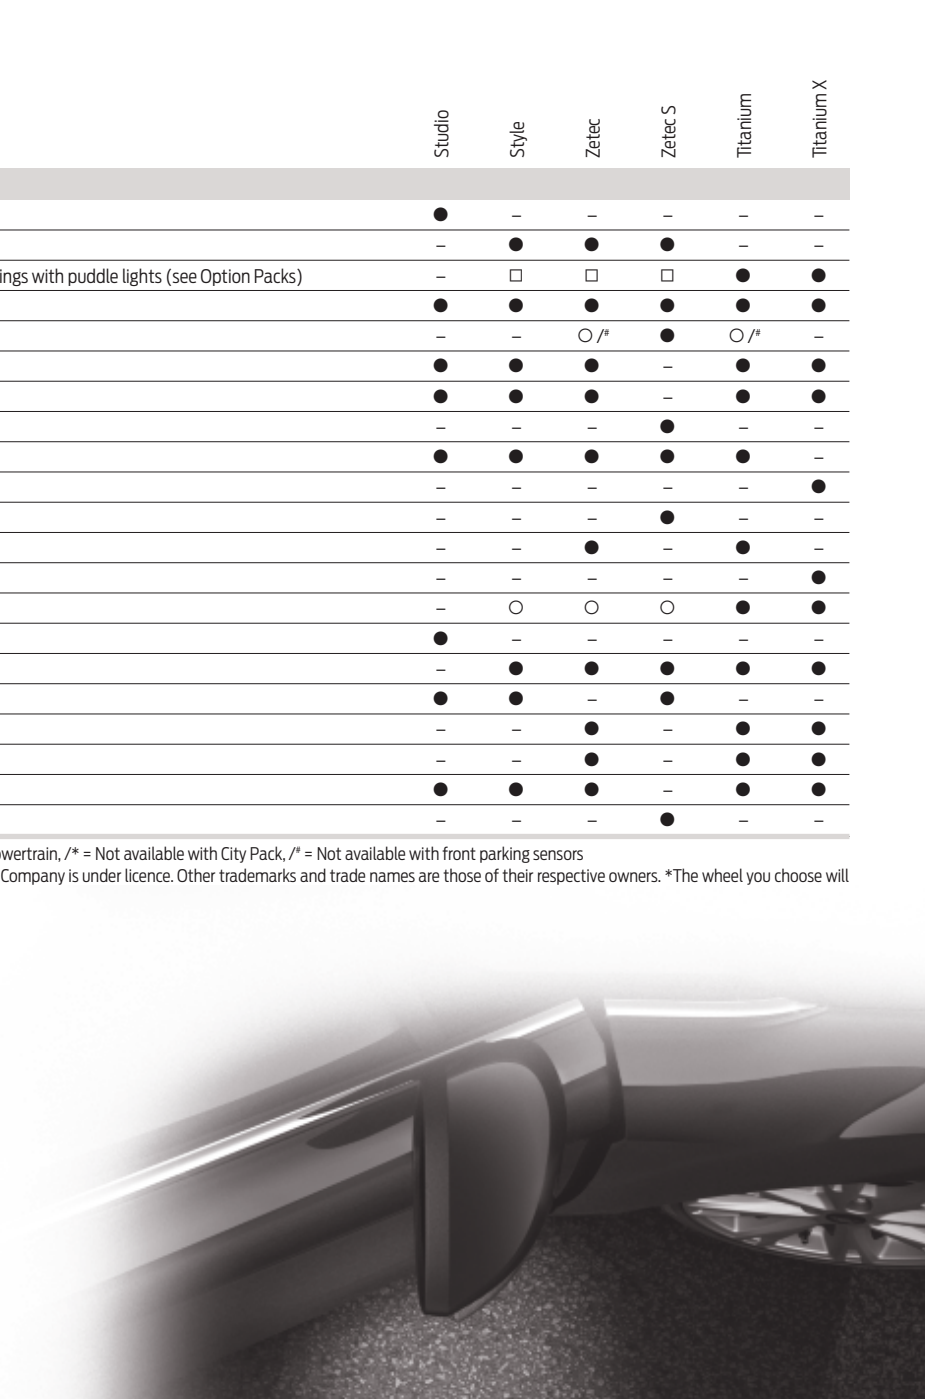 Studio Style Zetec Zetec S Titanium Titanium X
● – – – – –
– ● ● ● – –
ings with puddle lights (see Option Packs) – □ □ □ ● ●
● ● ● ● ● ●
– – ○/# ● ○/# –
● ● ● – ● ●
● ● ● – ● ●
– – – ● – –
● ● ● ● ● –
– – – – – ●
– – – ● – –
– – ● – ● –
– – – – – ●
– ○ ○ ○ ● ●
● – – – – –
– ● ● ● ● ●
● ● – ● – –
– – ● – ● ●
– – ● – ● ●
● ● ● – ● ●
– – – ● – –
owertrain, /* = Not available with City Pack, /# = Not available with front parking sensors
Company is under licence. Other trademarks and trade names are those of their respective owners. *The wheel you choose will